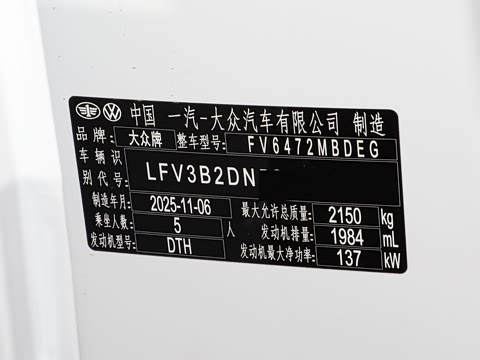 中国 一汽-大众汽车有限公司 制造
品牌: 大众牌 整车型号: FV6472MBDEG
车辆识别代号: LFV3B2DN
制造年月: 2025-11-06 最大允许总质量: 2150 kg
乘坐人数: 5 人 发动机排量: 1984 mL
发动机型号: DTH 发动机最大净功率: 137 kW